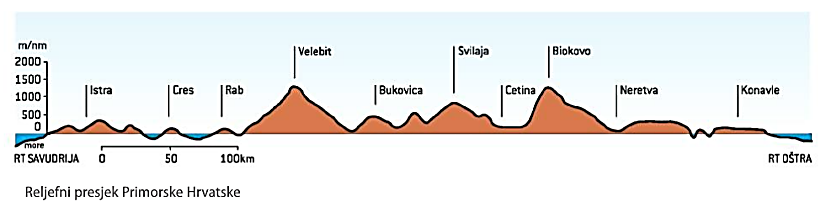 m/nm
2000
1500
1000
500
0
Istra
Cres
Rab
Velebit
Bukovica
Svilaja
Cetina
Biokovo
Neretva
Konavle
more
RT SAVUDRIJA
0 50 100km
RT OŠTRA
Reljefni presjek Primorske Hrvatske